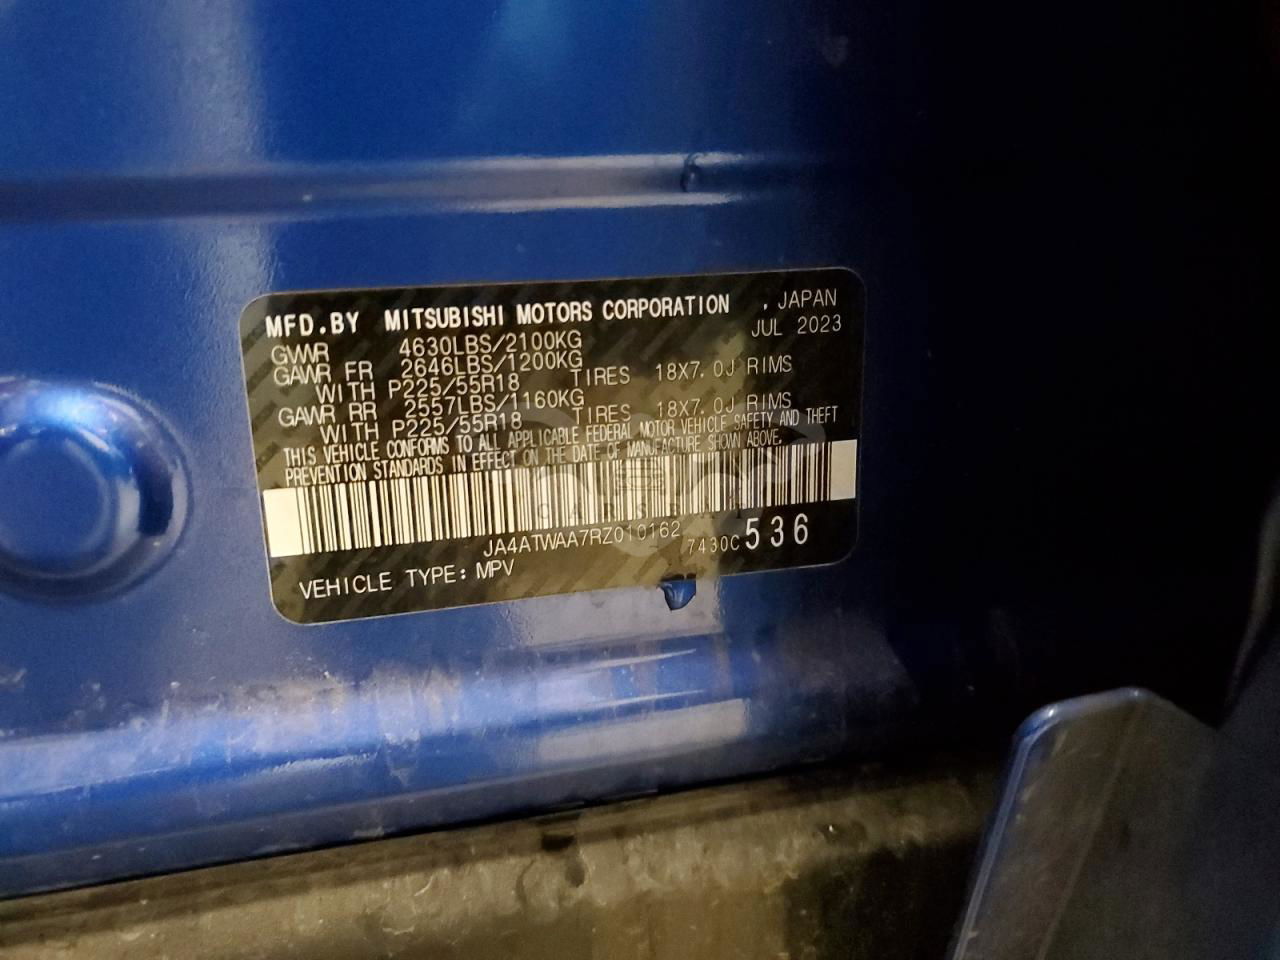 MFD.BY MITSUBISHI MOTORS CORPORATION , JAPAN
JUL 2023
GVWR 4630LBS/2100KG
GAWR FR 2646LBS/1200KG
WITH P225/55R18 TIRES 18X7.0J RIMS
GAWR RR 2557LBS/1160KG
WITH P225/55R18 TIRES 18X7.0J RIMS
THIS VEHICLE CONFORMS TO ALL APPLICABLE FEDERAL MOTOR VEHICLE SAFETY AND THEFT
PREVENTION STANDARDS IN EFFECT ON THE DATE OF MANUFACTURE SHOWN ABOVE.
JA4ATWAA7RZ010162 7430C 536
VEHICLE TYPE: MPV